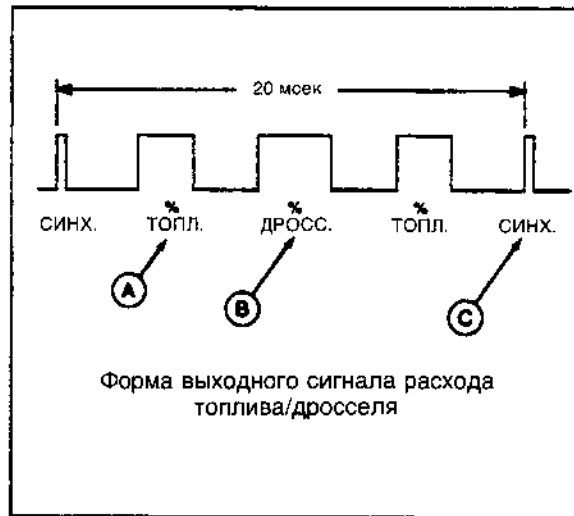 20 мсек
% % %
СИНХ. ТОПЛ. ДРОСС. ТОПЛ. СИНХ.
A B C
Форма выходного сигнала расхода
топлива/дросселя